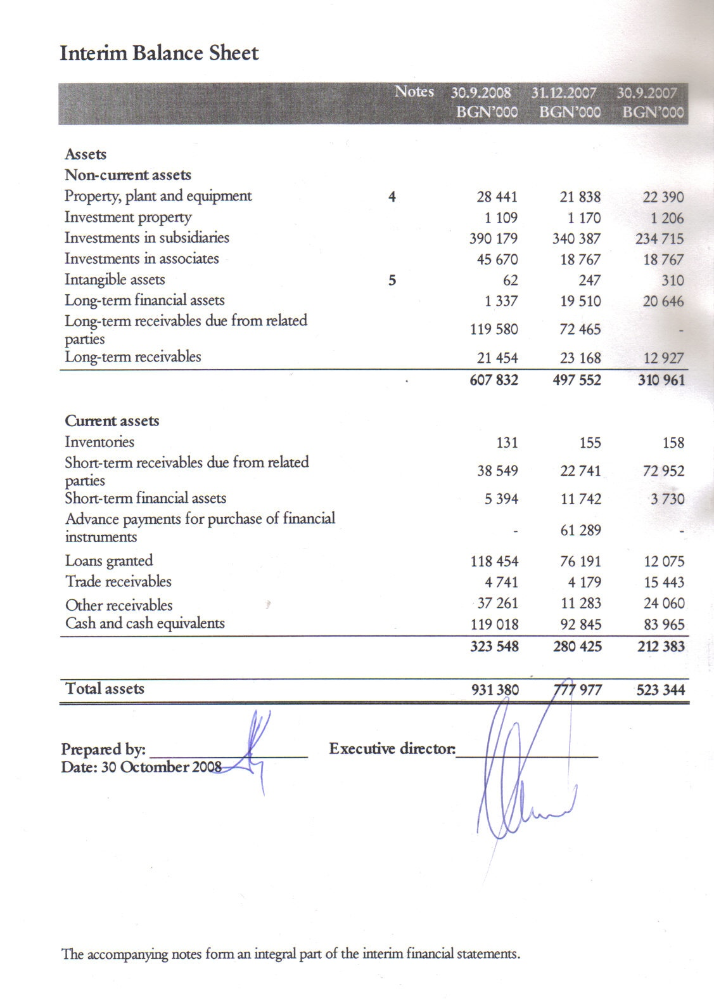 Interim Balance Sheet
Notes 30.9.2008 31.12.2007 30.9.2007
BGN'000 BGN'000 BGN'000
Assets
Non-current assets
Property, plant and equipment 4 28 441 21 838 22 390
Investment property 1 109 1 170 1 206
Investments in subsidiaries 390 179 340 387 234 715
Investments in associates 45 670 18 767 18 767
Intangible assets 5 62 247 310
Long-term financial assets 1 337 19 510 20 646
Long-term receivables due from related
parties 119 580 72 465 -
Long-term receivables 21 454 23 168 12 927
607 832 497 552 310 961
Current assets
Inventories 131 155 158
Short-term receivables due from related
parties 38 549 22 741 72 952
Short-term financial assets 5 394 11 742 3 730
Advance payments for purchase of financial
instruments - 61 289 -
Loans granted 118 454 76 191 12 075
Trade receivables 4 741 4 179 15 443
Other receivables 37 261 11 283 24 060
Cash and cash equivalents 119 018 92 845 83 965
323 548 280 425 212 383
Total assets 931 380 777 977 523 344
Prepared by: Executive director:
Date: 30 Octomber 2008
The accompanying notes form an integral part of the interim financial statements.